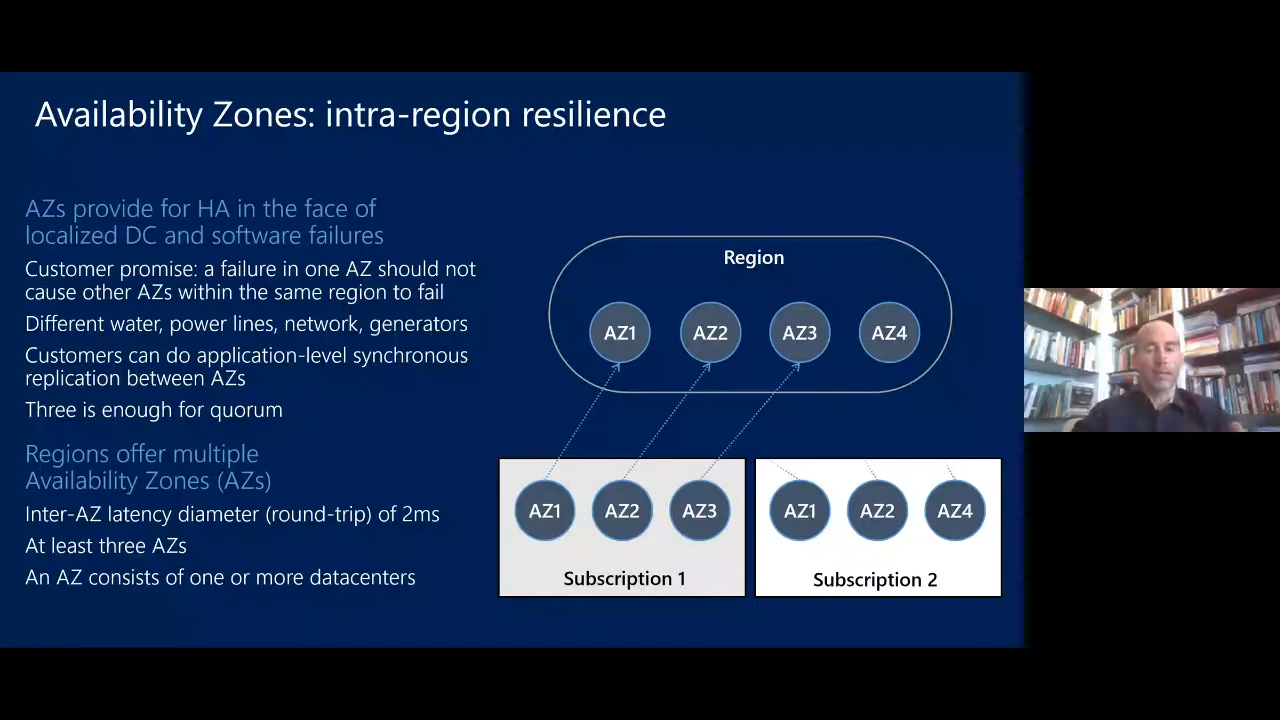 Availability Zones: intra-region resilience
AZs provide for HA in the face of
localized DC and software failures
Customer promise: a failure in one AZ should not
cause other AZs within the same region to fail
Different water, power lines, network, generators
Customers can do application-level synchronous
replication between AZs
Three is enough for quorum
Regions offer multiple
Availability Zones (AZs)
Inter-AZ latency diameter (round-trip) of 2ms
At least three AZs
An AZ consists of one or more datacenters
Region
AZ1 AZ2 AZ3 AZ4
AZ1 AZ2 AZ3
Subscription 1
AZ1 AZ2 AZ4
Subscription 2